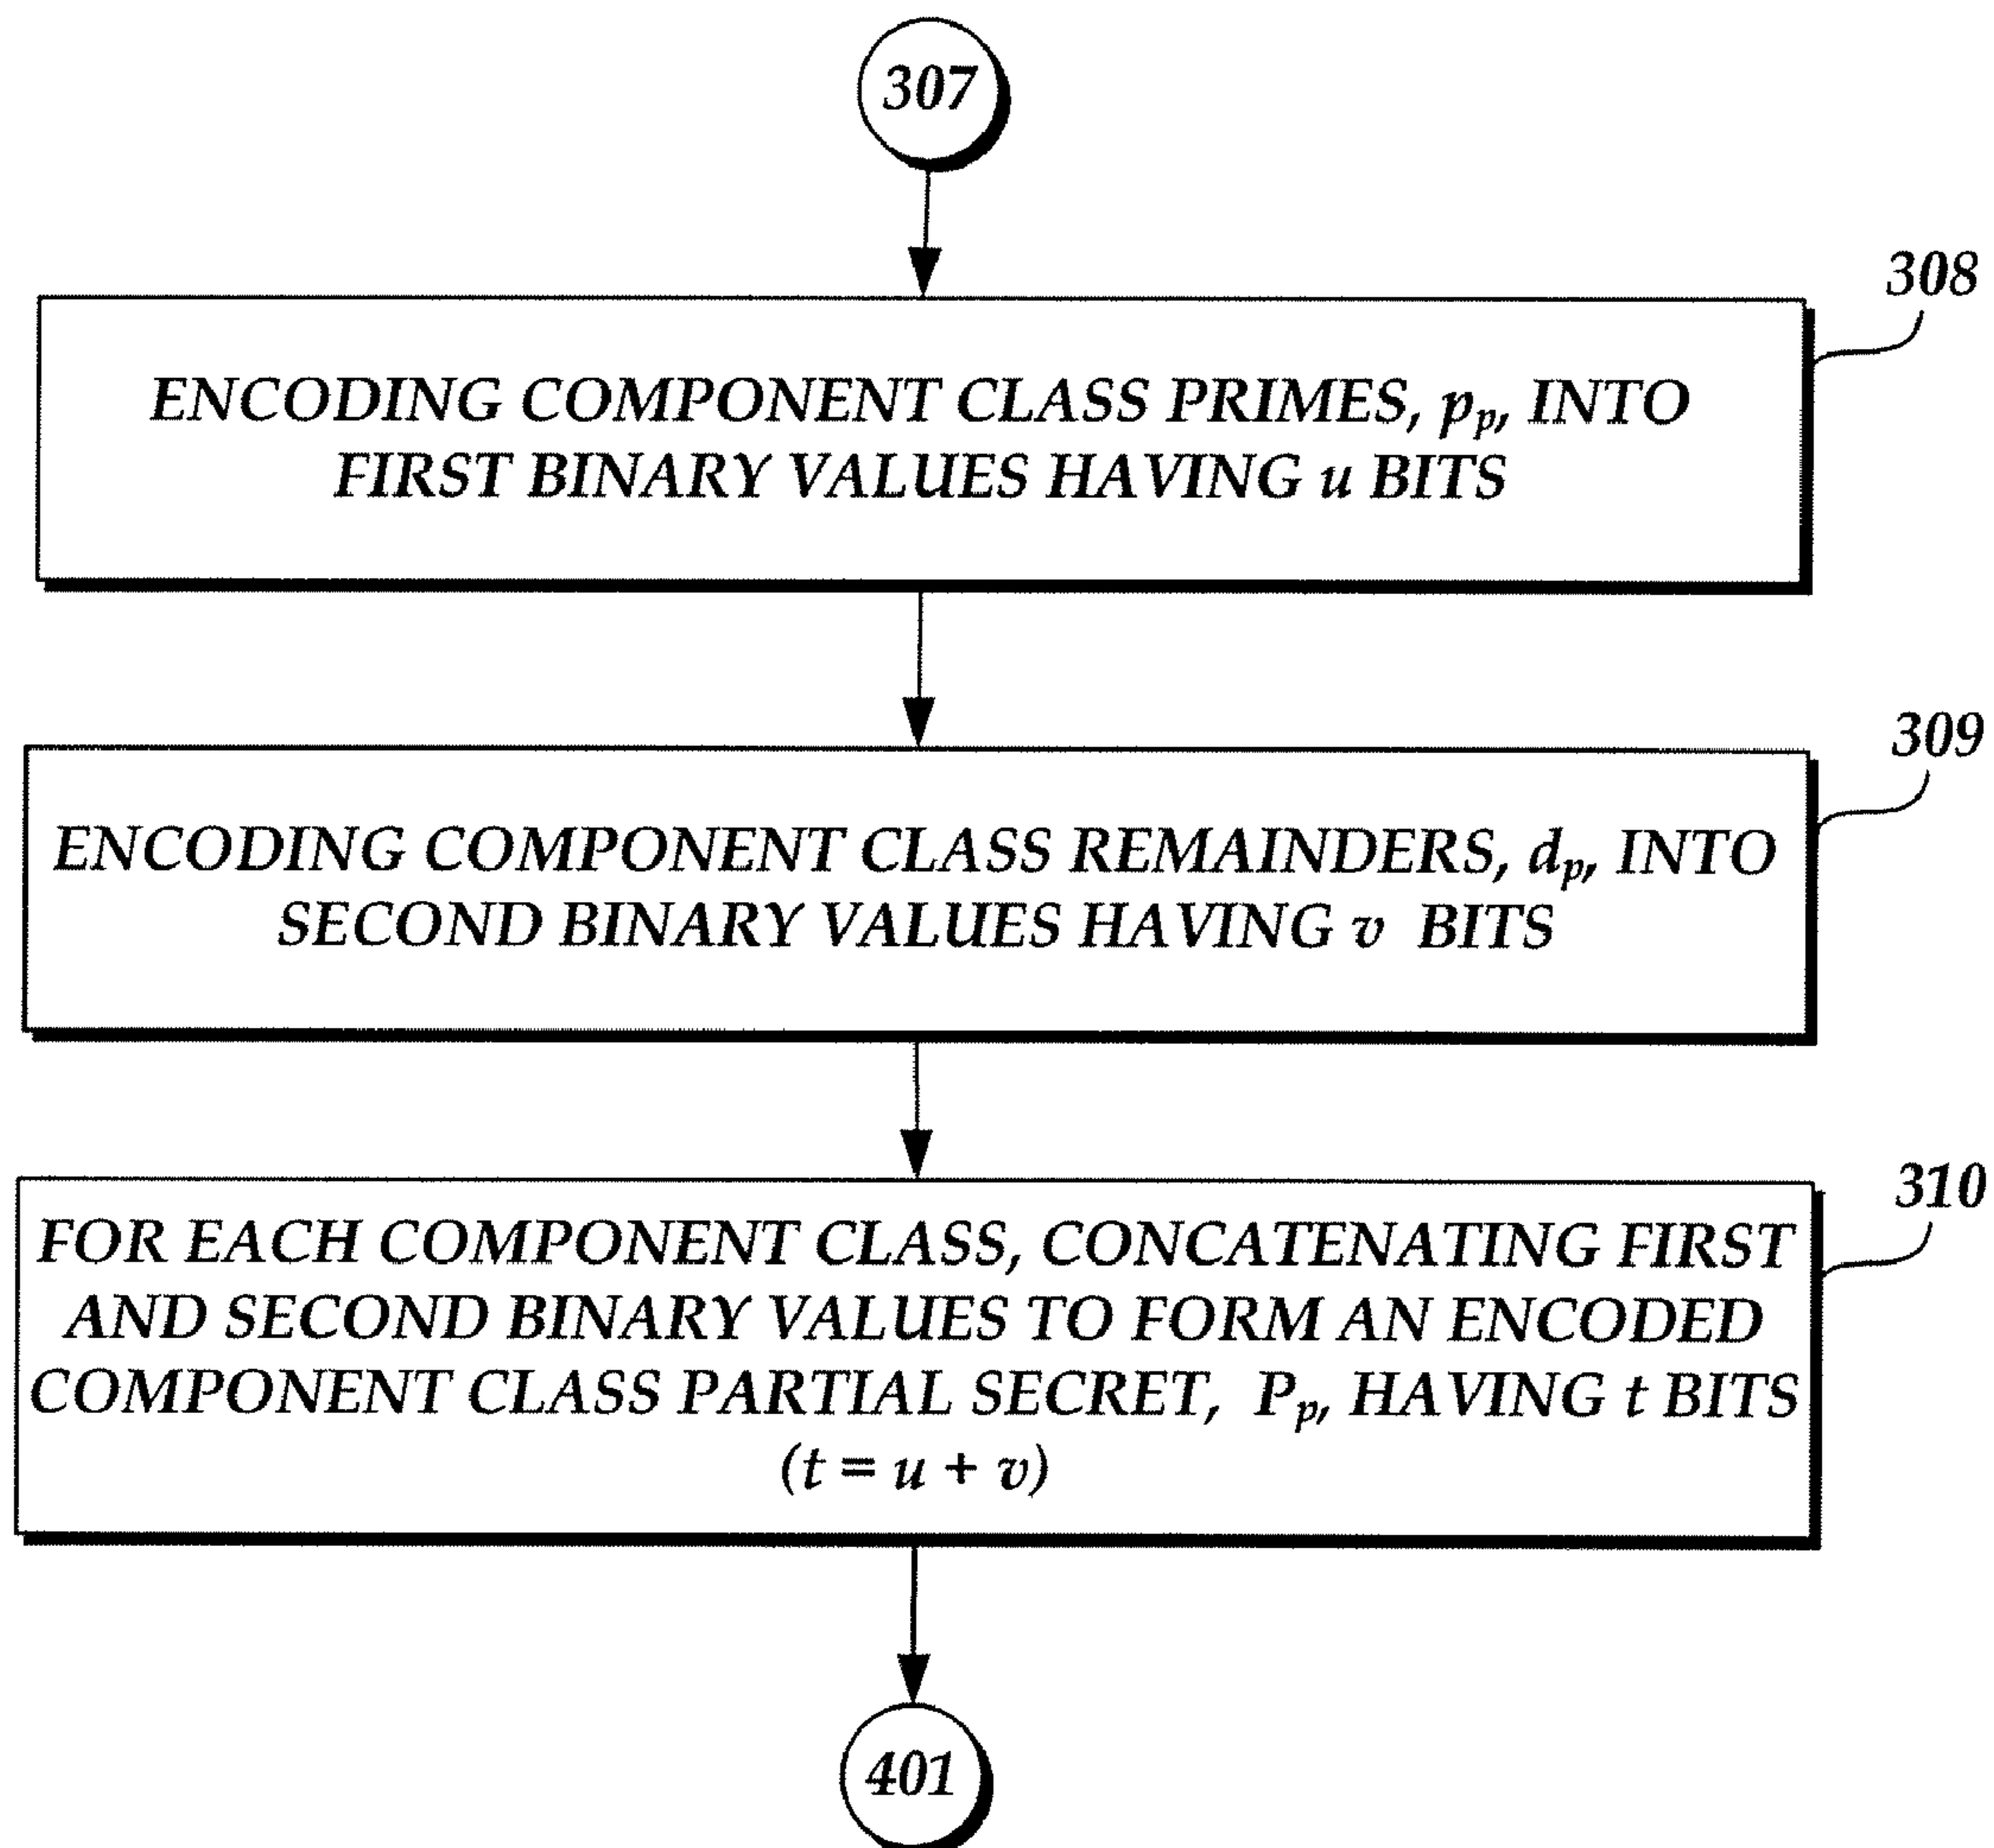 307
308
ENCODING COMPONENT CLASS PRIMES, pₚ, INTO
FIRST BINARY VALUES HAVING u BITS
309
ENCODING COMPONENT CLASS REMAINDERS, dₚ, INTO
SECOND BINARY VALUES HAVING v BITS
310
FOR EACH COMPONENT CLASS, CONCATENATING FIRST
AND SECOND BINARY VALUES TO FORM AN ENCODED
COMPONENT CLASS PARTIAL SECRET, Pₚ, HAVING t BITS
(t = u + v)
401